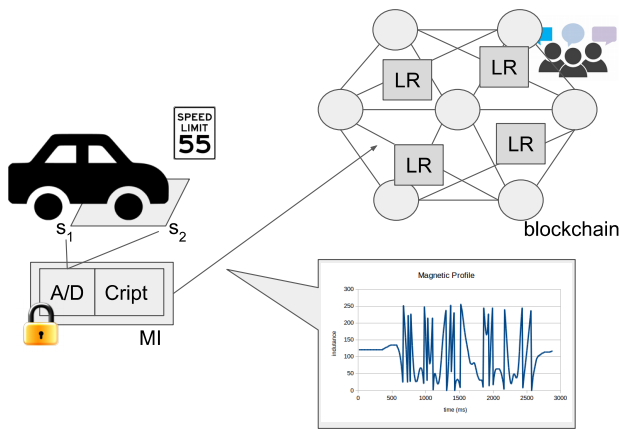 SPEED
LIMIT
55
LR
LR
LR
LR
blockchain
s1
s2
A/D
Cript
MI
Magnetic Profile
indutance
300
250
200
150
100
50
0
0
500
1000
1500
2000
2500
3000
time (ms)